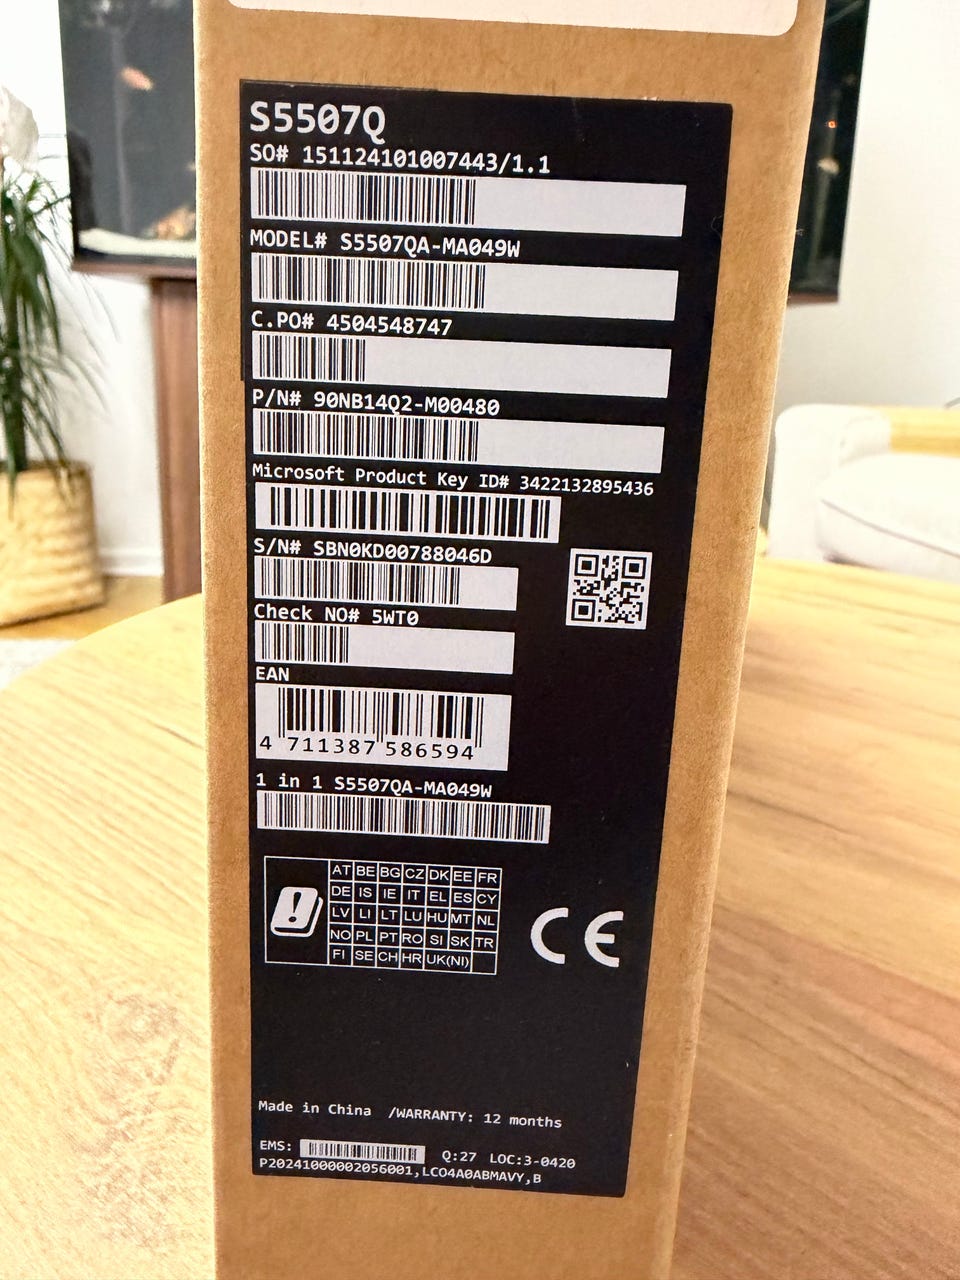 S5507Q
SO# 151124101007443/1.1
MODEL# S5507QA-MA049W
C.PO# 4504548747
P/N# 90NB14Q2-M00480
Microsoft Product Key ID# 3422132895436
S/N# SBN0KD00788046D
Check NO# 5WT0
EAN
4 711387 586594
1 in 1 S5507QA-MA049W
AT BE BG CZ DK EE FR
DE IS IE IT EL ES CY
LV LI LT LU HU MT NL
NO PL PT RO SI SK TR
FI SE CH HR UK(NI)
CE
Made in China /WARRANTY: 12 months
EMS: Q:27 LOC:3-0420
P20241000002056001,LCO4A0ABMAVY,B